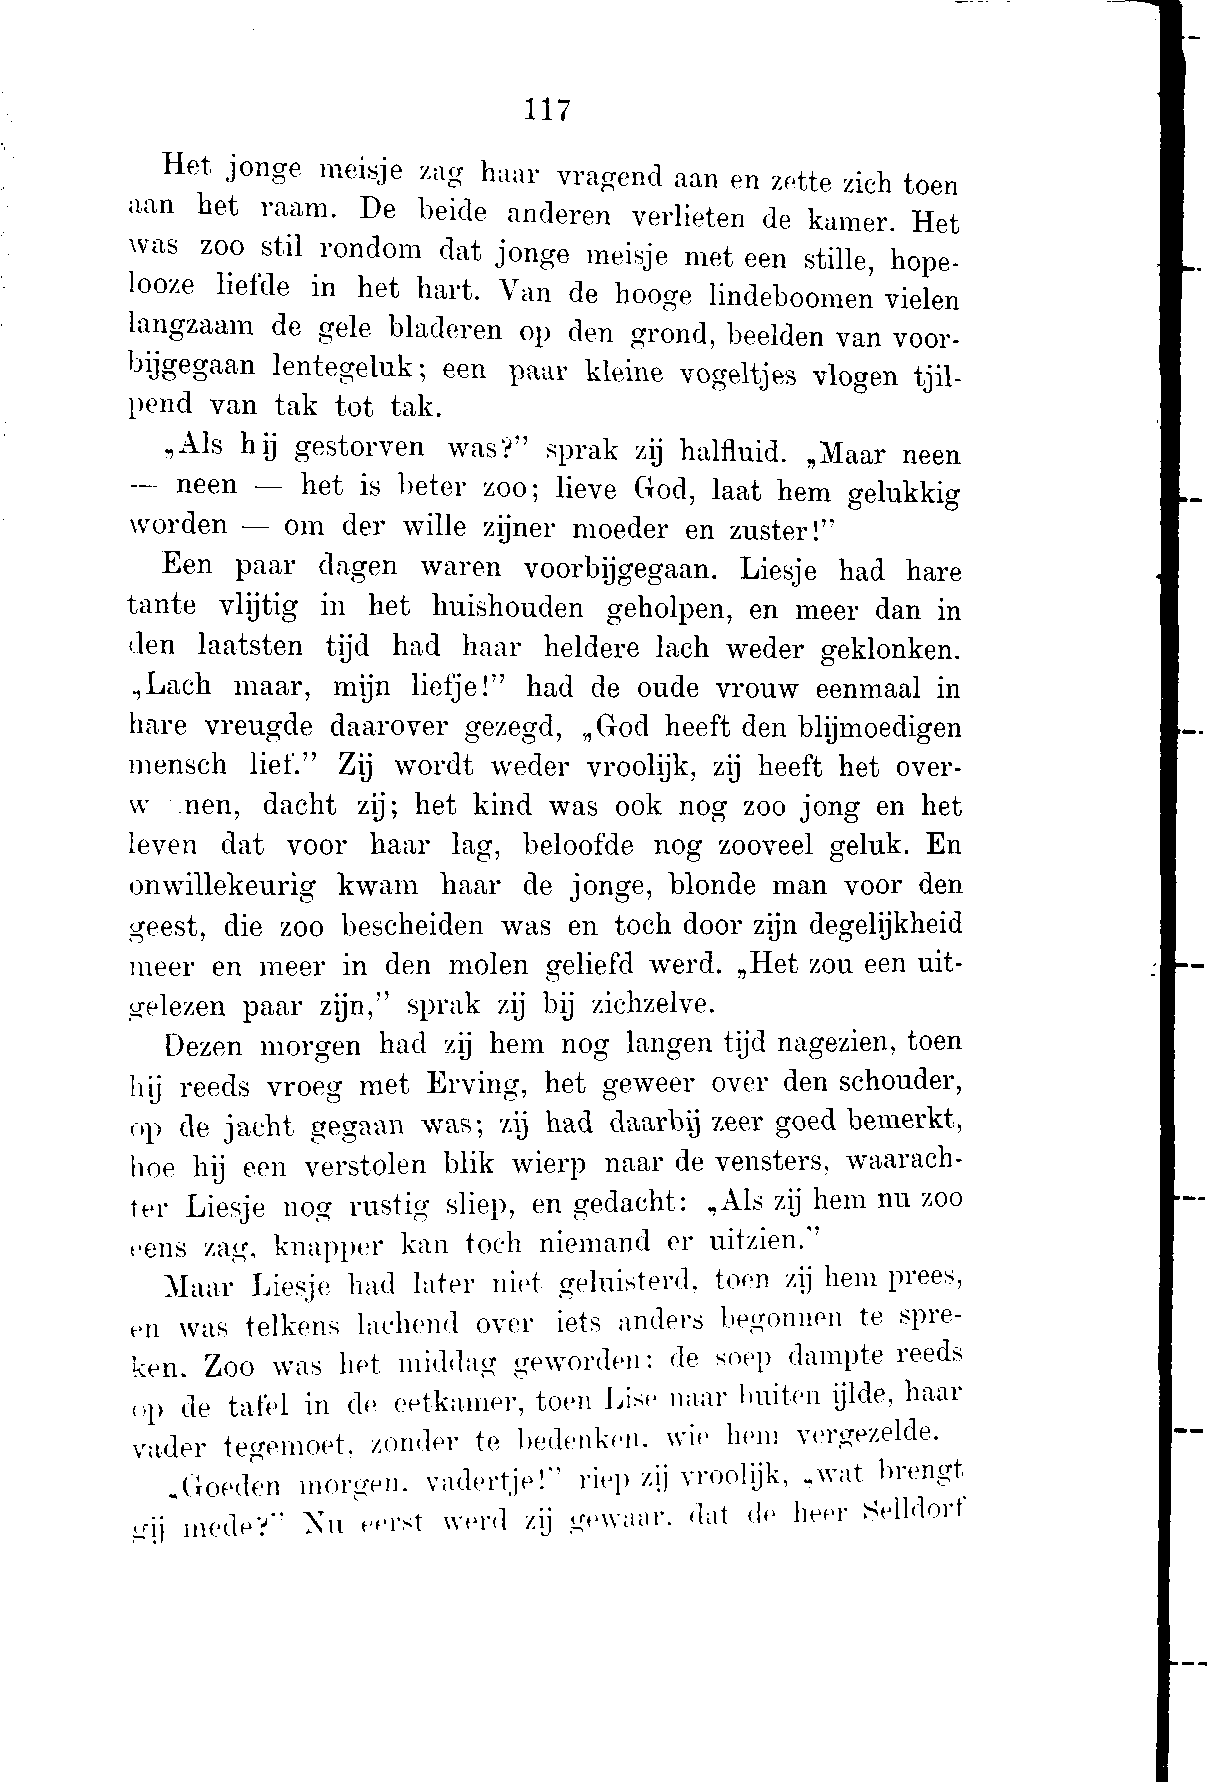 117
Het jonge meisje zag haar vragend aan en zette zich toen
aan het raam. De beide anderen verlieten de kamer. Het
was zoo stil rondom dat jonge meisje met een stille, hope-
looze liefde in het hart. Van de hooge lindeboomen vielen
langzaam de gele bladeren op den grond, beelden van voor-
bijgegaan lentegeluk; een paar kleine vogeltjes vlogen tjil-
pend van tak tot tak.
„Als hij gestorven was?” sprak zij halfluid. „Maar neen
— neen — het is beter zoo; lieve God, laat hem gelukkig
worden — om der wille zijner moeder en zuster!”
Een paar dagen waren voorbijgegaan. Liesje had hare
tante vlijtig in het huishouden geholpen, en meer dan in
den laatsten tijd had haar heldere lach weder geklonken.
„Lach maar, mijn liefje!” had de oude vrouw eenmaal in
hare vreugde daarover gezegd, „God heeft den blijmoedigen
mensch lief.” Zij wordt weder vroolijk, zij heeft het over-
w nen, dacht zij; het kind was ook nog zoo jong en het
leven dat voor haar lag, beloofde nog zooveel geluk. En
onwillekeurig kwam haar de jonge, blonde man voor den
geest, die zoo bescheiden was en toch door zijn degelijkheid
meer en meer in den molen geliefd werd. „Het zou een uit-
gelezen paar zijn,” sprak zij bij zichzelve.
Dezen morgen had zij hem nog langen tijd nagezien, toen
hij reeds vroeg met Erving, het geweer over den schouder,
op de jacht gegaan was; zij had daarbij zeer goed bemerkt,
hoe hij een verstolen blik wierp naar de vensters, waarach-
ter Liesje nog rustig sliep, en gedacht: „Als zij hem nu zoo
eens zag, knapper kan toch niemand er uitzien.”
Maar Liesje had later niet geluisterd, toen zij hem prees,
en was telkens lachend over iets anders begonnen te spre-
ken. Zoo was het middag geworden: de soep dampte reeds
op de tafel in de eetkamer, toen Lise naar buiten ijlde, haar
vader tegemoet, zonder te bedenken, wie hem vergezelde.
„Goeden morgen, vadertje!” riep zij vroolijk, „wat brengt
gij mede?” Nu eerst werd zij gewaar, dat de heer Selldorf